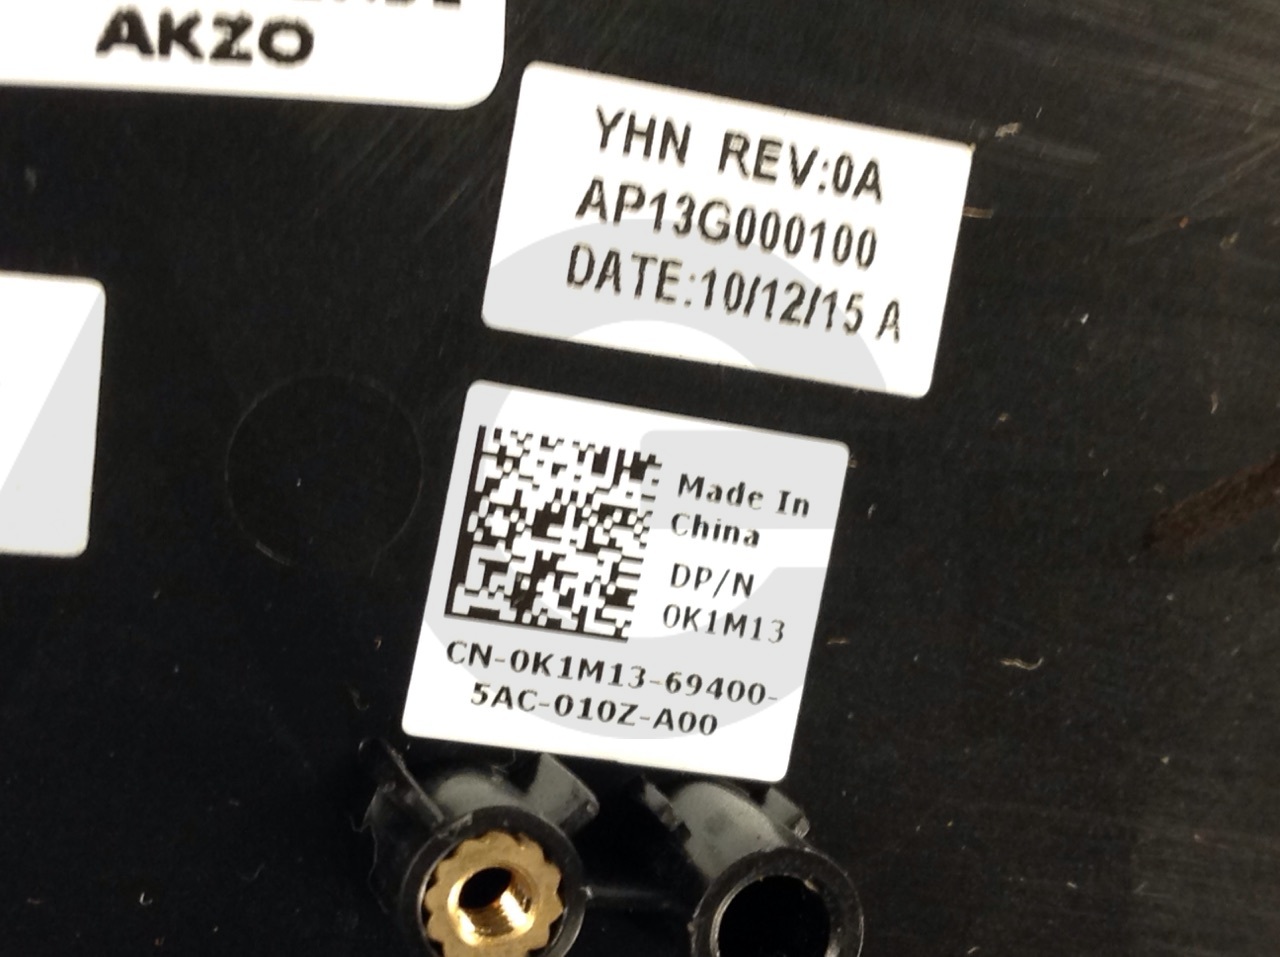 AKZO
YHN REV:0A
AP13G000100
DATE:10/12/15 A
Made In
China
DP/N
0K1M13
CN-0K1M13-69400-
5AC-010Z-A00